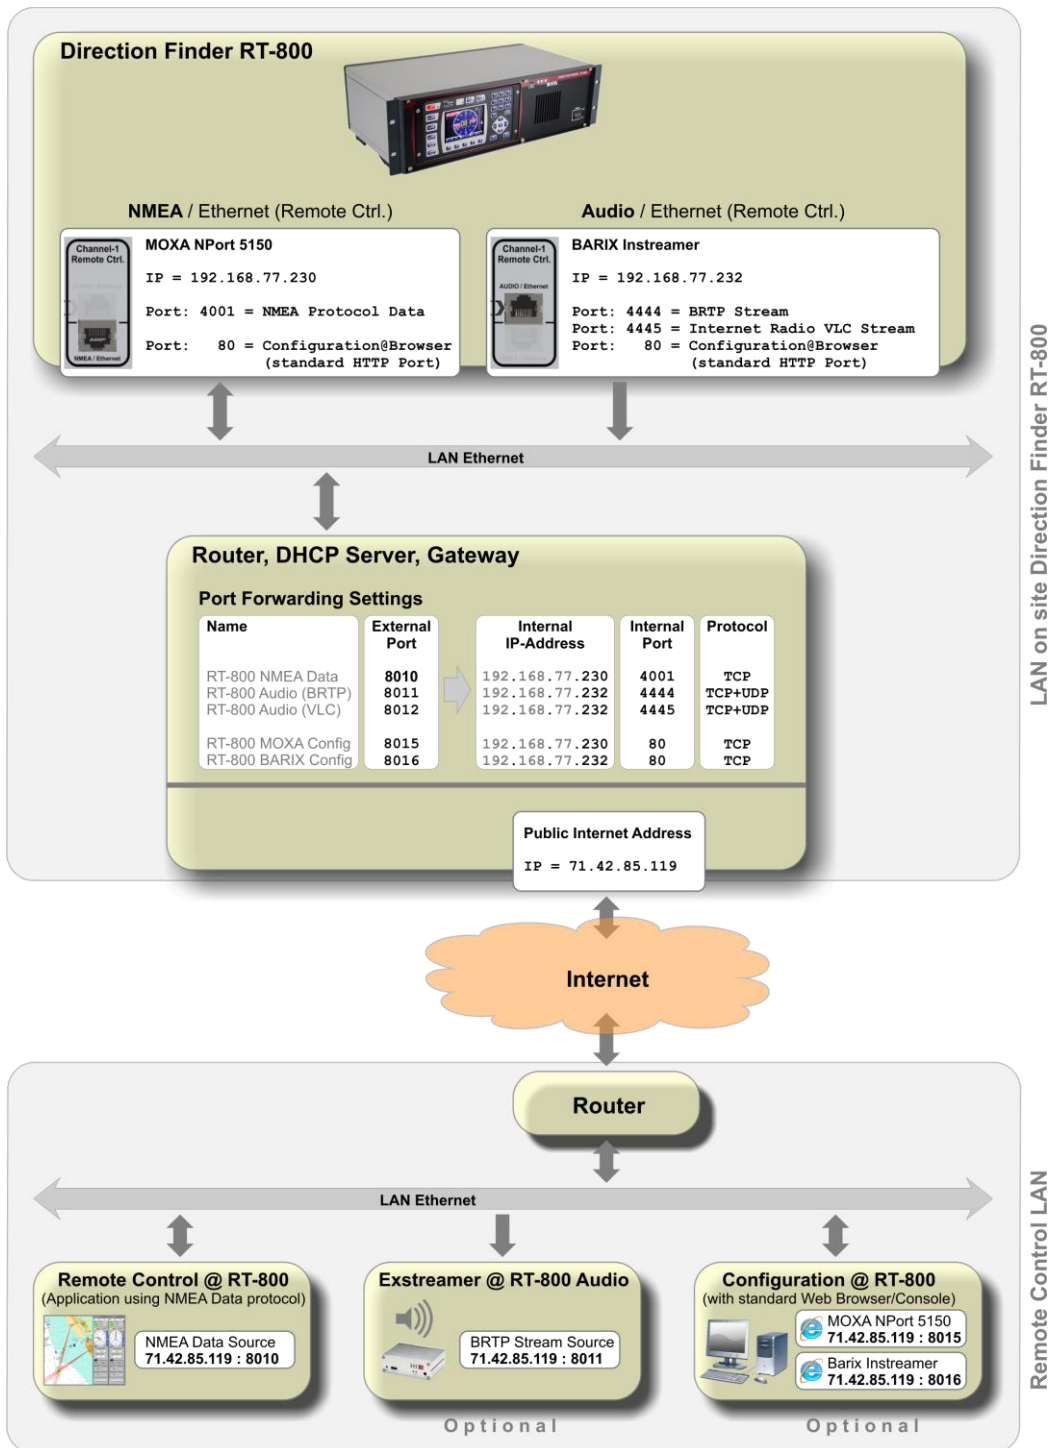 Direction Finder RT-800
NMEA / Ethernet (Remote Ctrl.)
Channel-1
Remote Ctrl.
NMEA / Ethernet
MOXA NPort 5150
IP = 192.168.77.230
Port: 4001 = NMEA Protocol Data
Port: 80 = Configuration@Browser
(standard HTTP Port)
Audio / Ethernet (Remote Ctrl.)
Channel-1
Remote Ctrl.
AUDIO / Ethernet
BARIX Instreamer
IP = 192.168.77.232
Port: 4444 = BRTP Stream
Port: 4445 = Internet Radio VLC Stream
Port: 80 = Configuration@Browser
(standard HTTP Port)
LAN Ethernet
LAN on site Direction Finder RT-800
Router, DHCP Server, Gateway
Port Forwarding Settings
Name External Port Internal IP-Address Internal Port Protocol
RT-800 NMEA Data 8010 192.168.77.230 4001 TCP
RT-800 Audio (BRTP) 8011 192.168.77.232 4444 TCP+UDP
RT-800 Audio (VLC) 8012 192.168.77.232 4445 TCP+UDP
RT-800 MOXA Config 8015 192.168.77.230 80 TCP
RT-800 BARIX Config 8016 192.168.77.232 80 TCP
Public Internet Address
IP = 71.42.85.119
Internet
Router
LAN Ethernet
Remote Control LAN
Remote Control @ RT-800
(Application using NMEA Data protocol)
NMEA Data Source
71.42.85.119 : 8010
Exstreamer @ RT-800 Audio
BRTP Stream Source
71.42.85.119 : 8011
Optional
Configuration @ RT-800
(with standard Web Browser/Console)
MOXA NPort 5150
71.42.85.119 : 8015
Barix Instreamer
71.42.85.119 : 8016
Optional